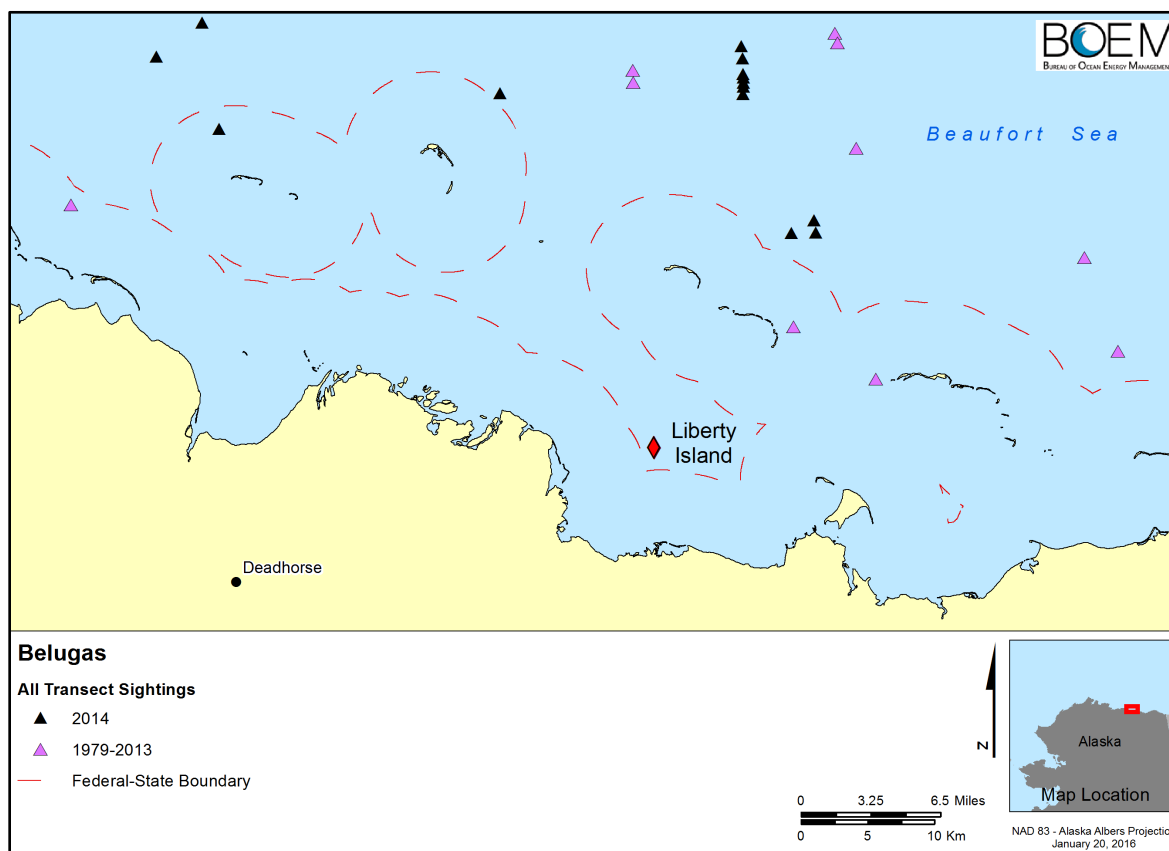 BOEM
BUREAU OF OCEAN ENERGY MANAGEMENT
Beaufort Sea
Liberty
Island
Deadhorse
Belugas
All Transect Sightings
2014
1979-2013
Federal-State Boundary
N
0 3.25 6.5 Miles
0 5 10 Km
Alaska
Map Location
NAD 83 - Alaska Albers Projectio
January 20, 2016